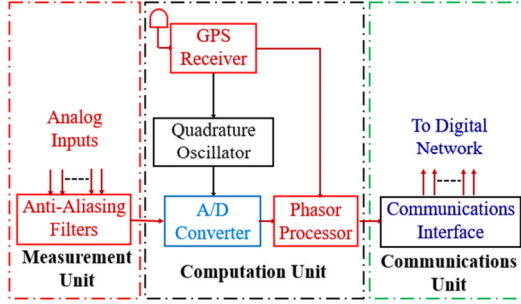 GPS
Receiver
Analog
Inputs
Quadrature
Oscillator
To Digital
Network
Anti-Aliasing
Filters
A/D
Converter
Phasor
Processor
Communications
Interface
Measurement
Unit
Computation Unit
Communications
Unit